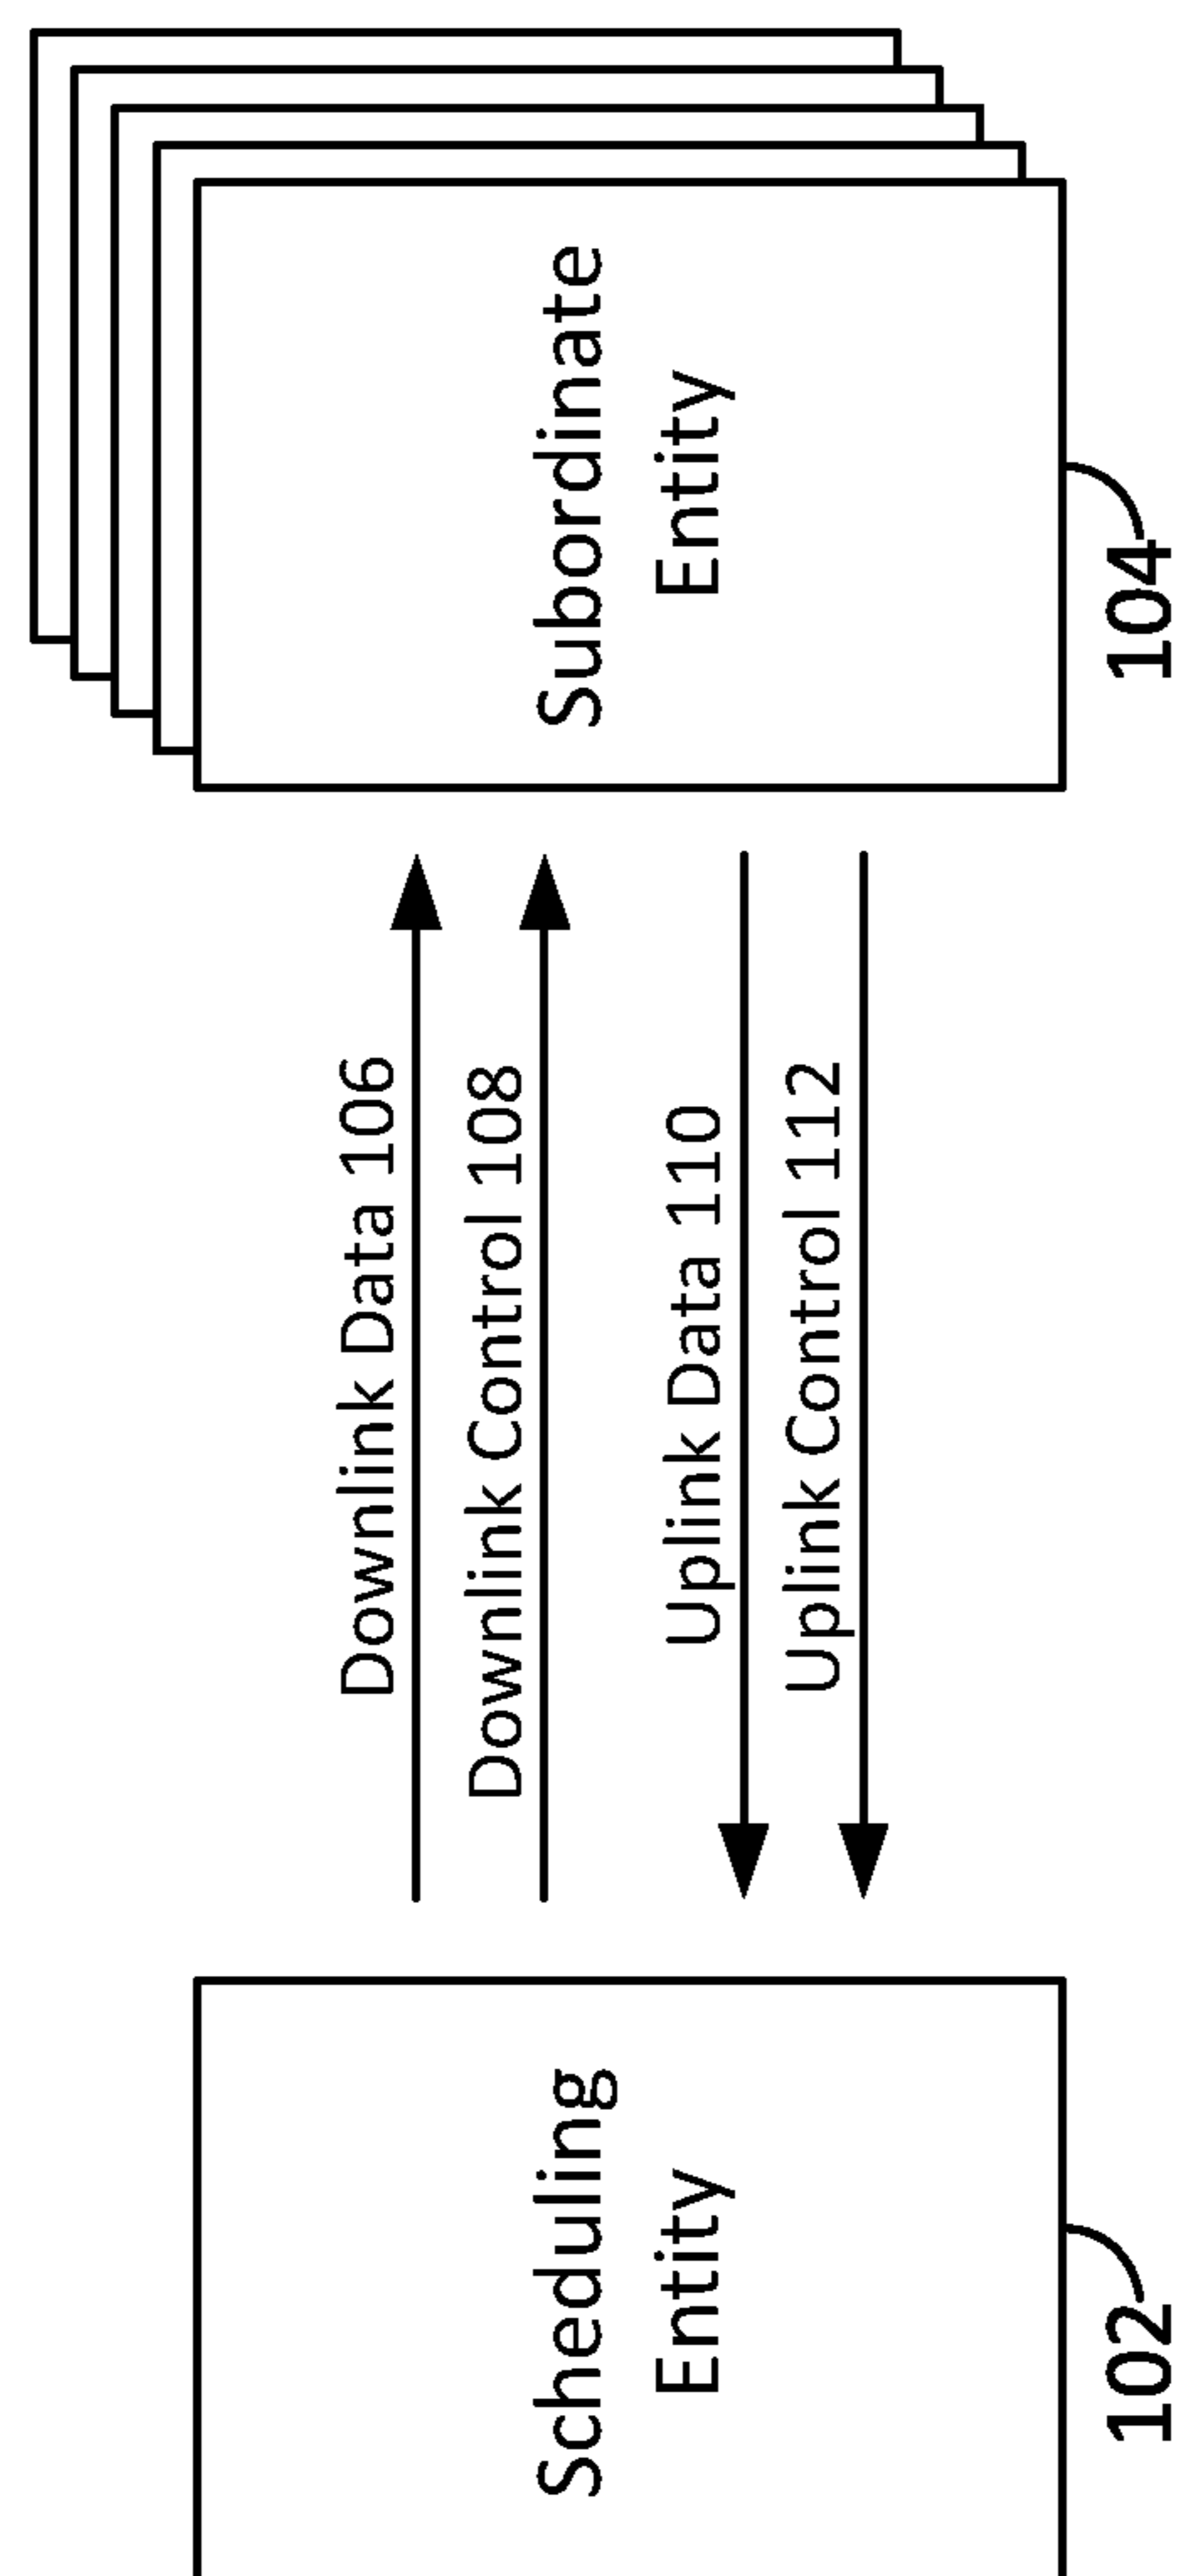 Scheduling
Entity
102
Downlink Data 106
Downlink Control 108
Uplink Data 110
Uplink Control 112
Subordinate
Entity
104